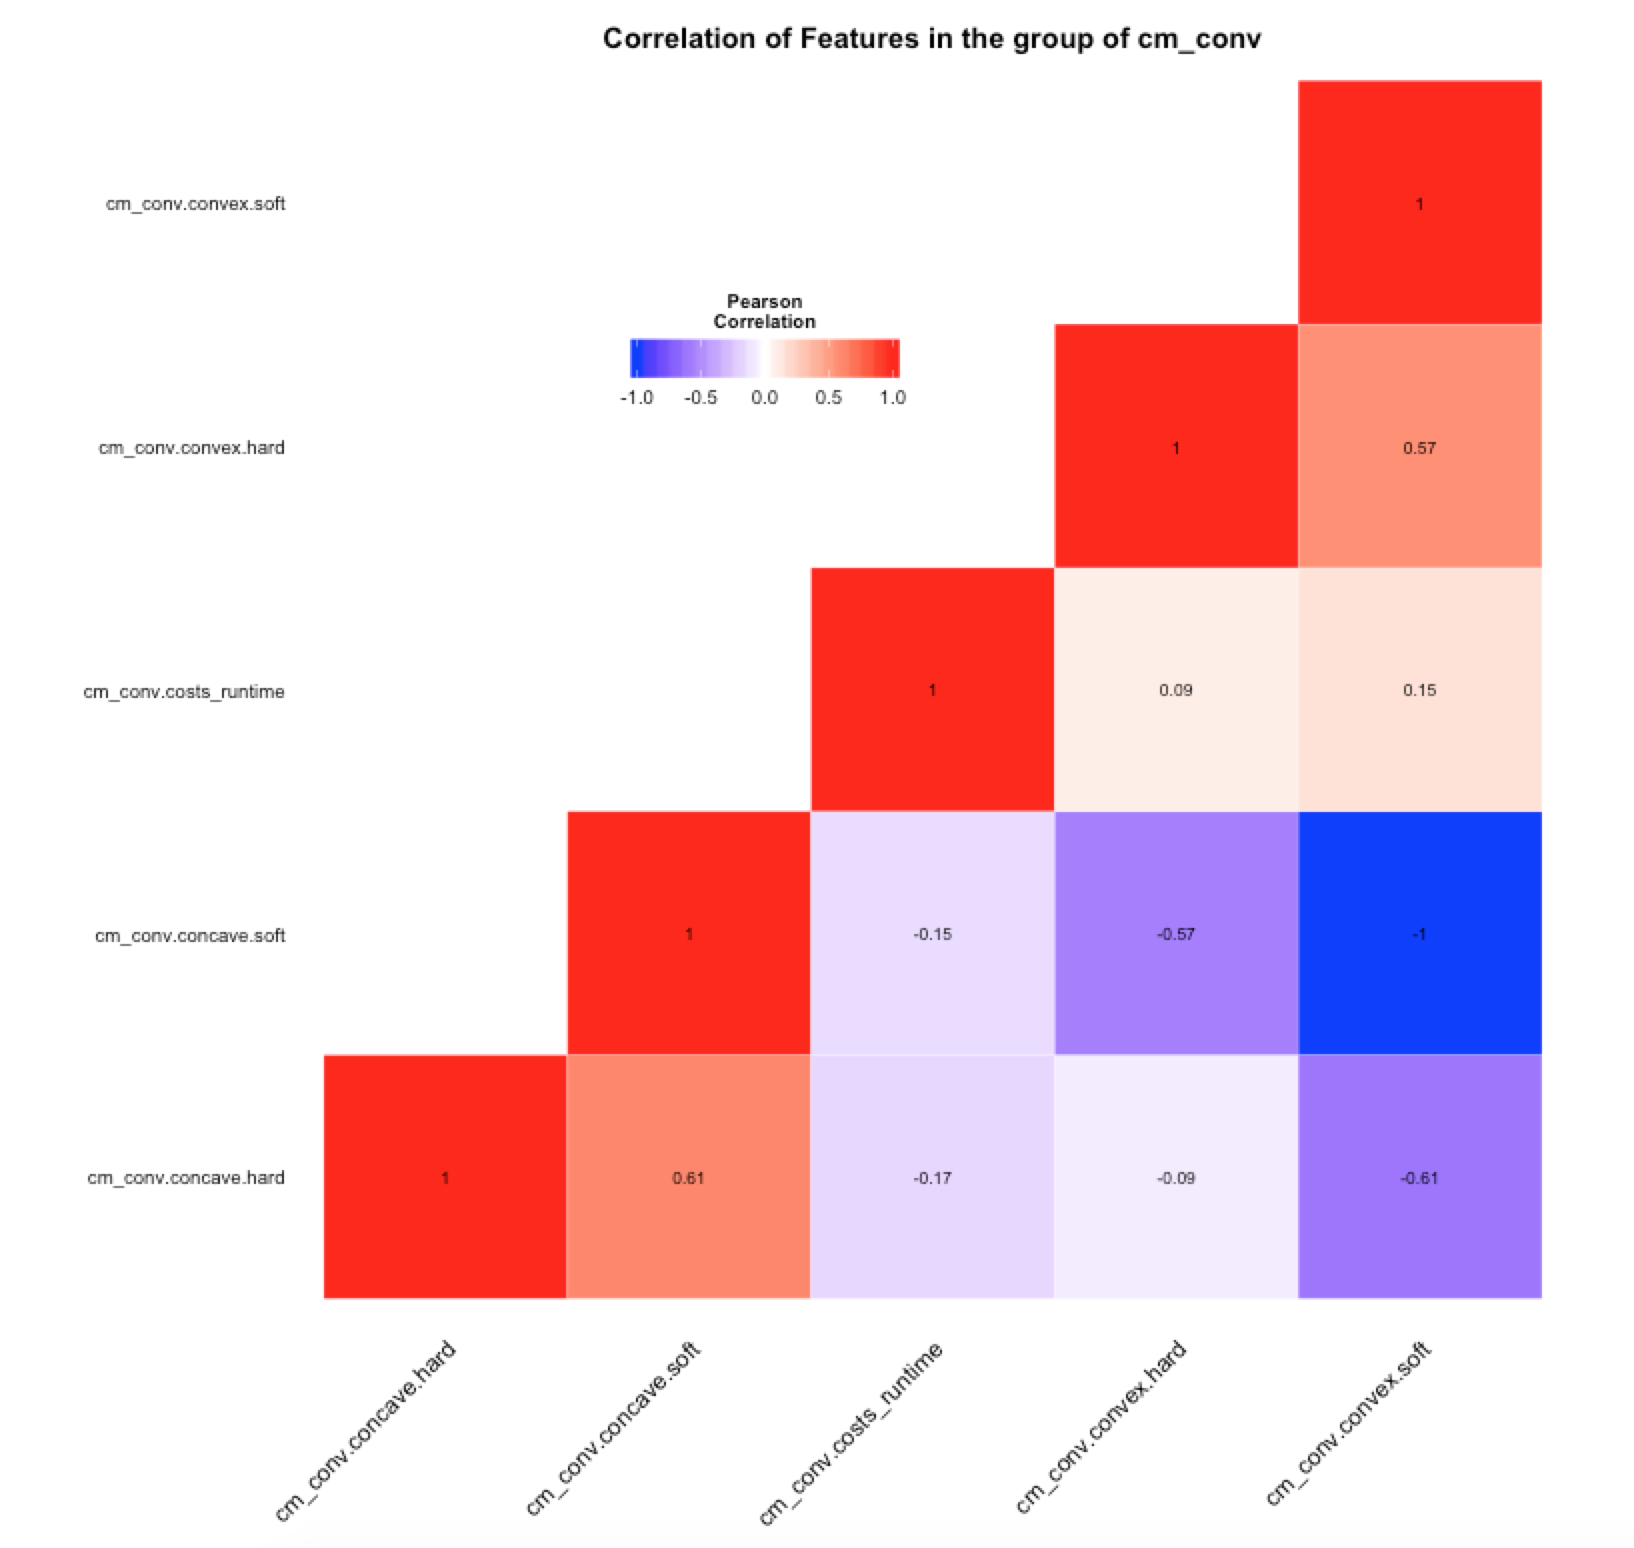 Correlation of Features in the group of cm_conv
cm_conv.convex.soft
1
Pearson
Correlation
-1.0 -0.5 0.0 0.5 1.0
cm_conv.convex.hard
1 0.57
cm_conv.costs_runtime
1 0.09 0.15
cm_conv.concave.soft
1 -0.15 -0.57 -1
cm_conv.concave.hard
1 0.61 -0.17 -0.09 -0.61
cm_conv.concave.hard
cm_conv.concave.soft
cm_conv.costs_runtime
cm_conv.convex.hard
cm_conv.convex.soft